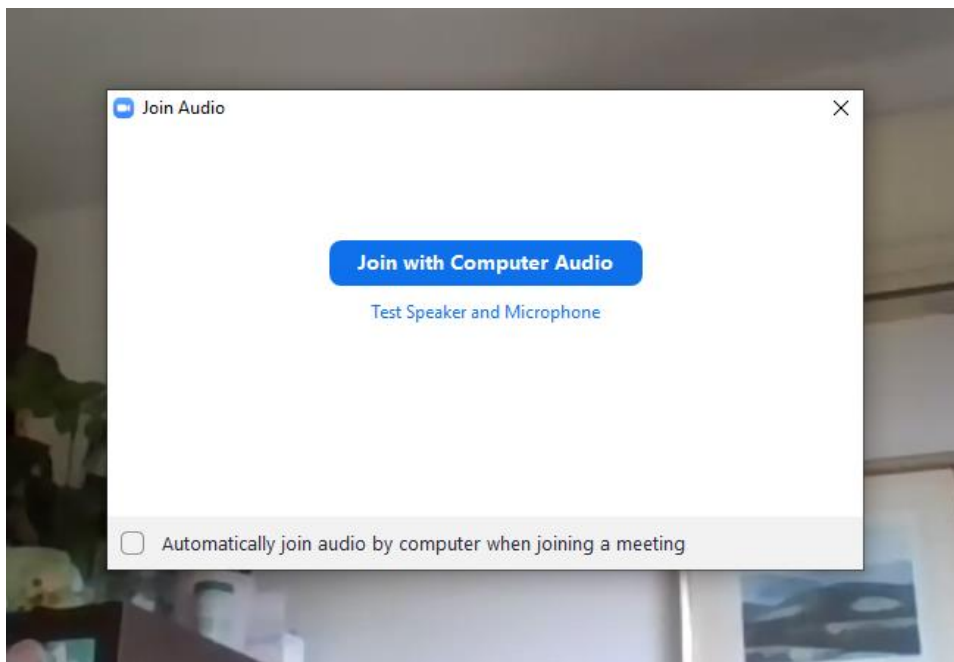 Join Audio
Join with Computer Audio
Test Speaker and Microphone
Automatically join audio by computer when joining a meeting